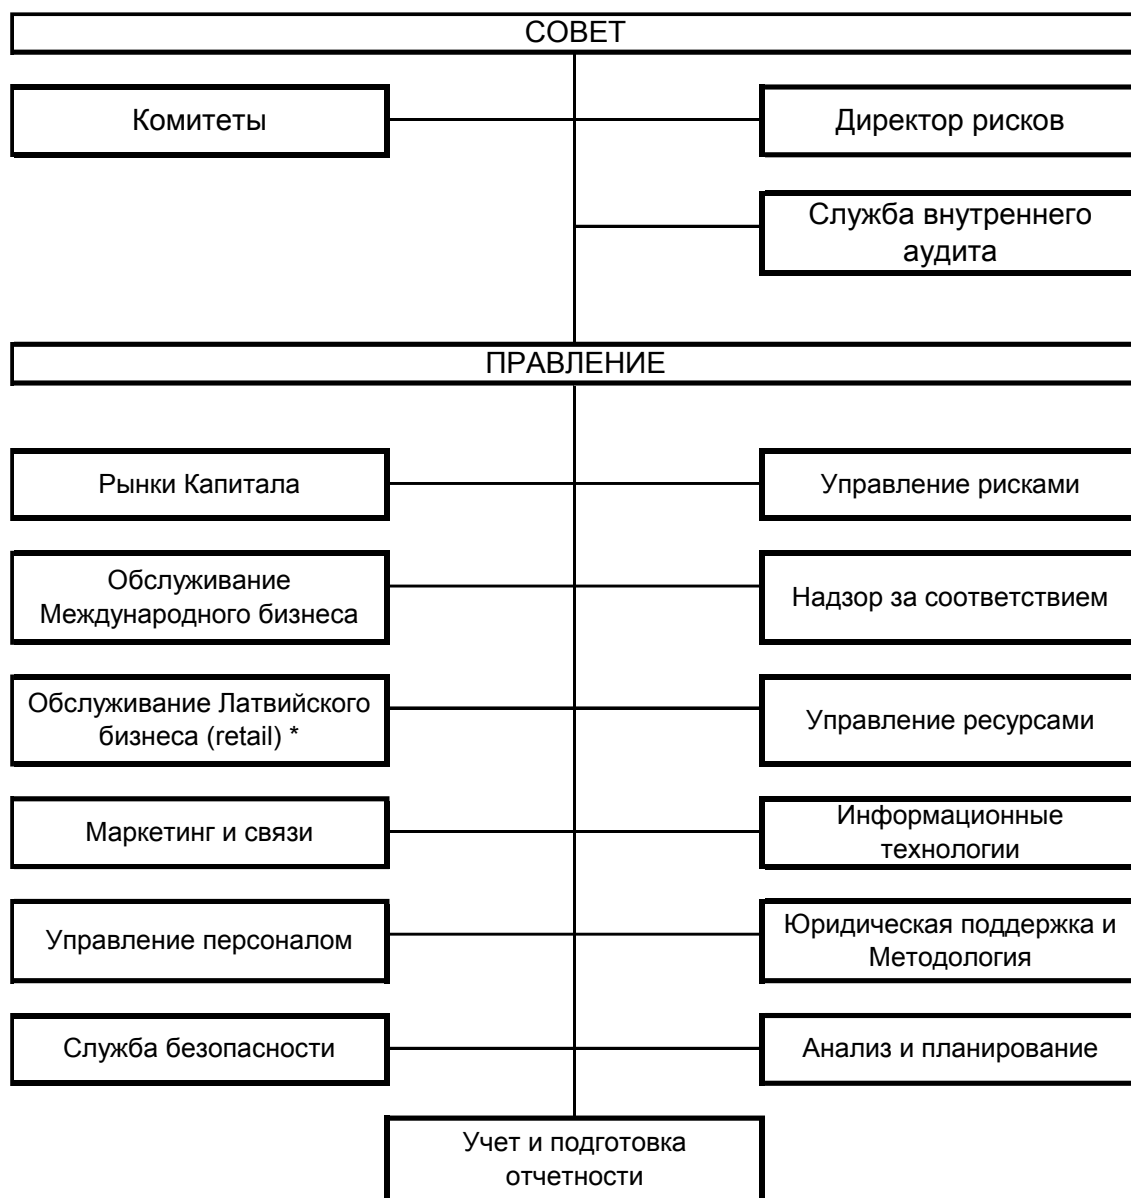 СОВЕТ
Комитеты
Директор рисков
Служба внутреннего
аудита
ПРАВЛЕНИЕ
Рынки Капитала
Управление рисками
Обслуживание
Международного бизнеса
Надзор за соответствием
Обслуживание Латвийского
бизнеса (retail) *
Управление ресурсами
Маркетинг и связи
Информационные
технологии
Управление персоналом
Юридическая поддержка и
Методология
Служба безопасности
Анализ и планирование
Учет и подготовка
отчетности